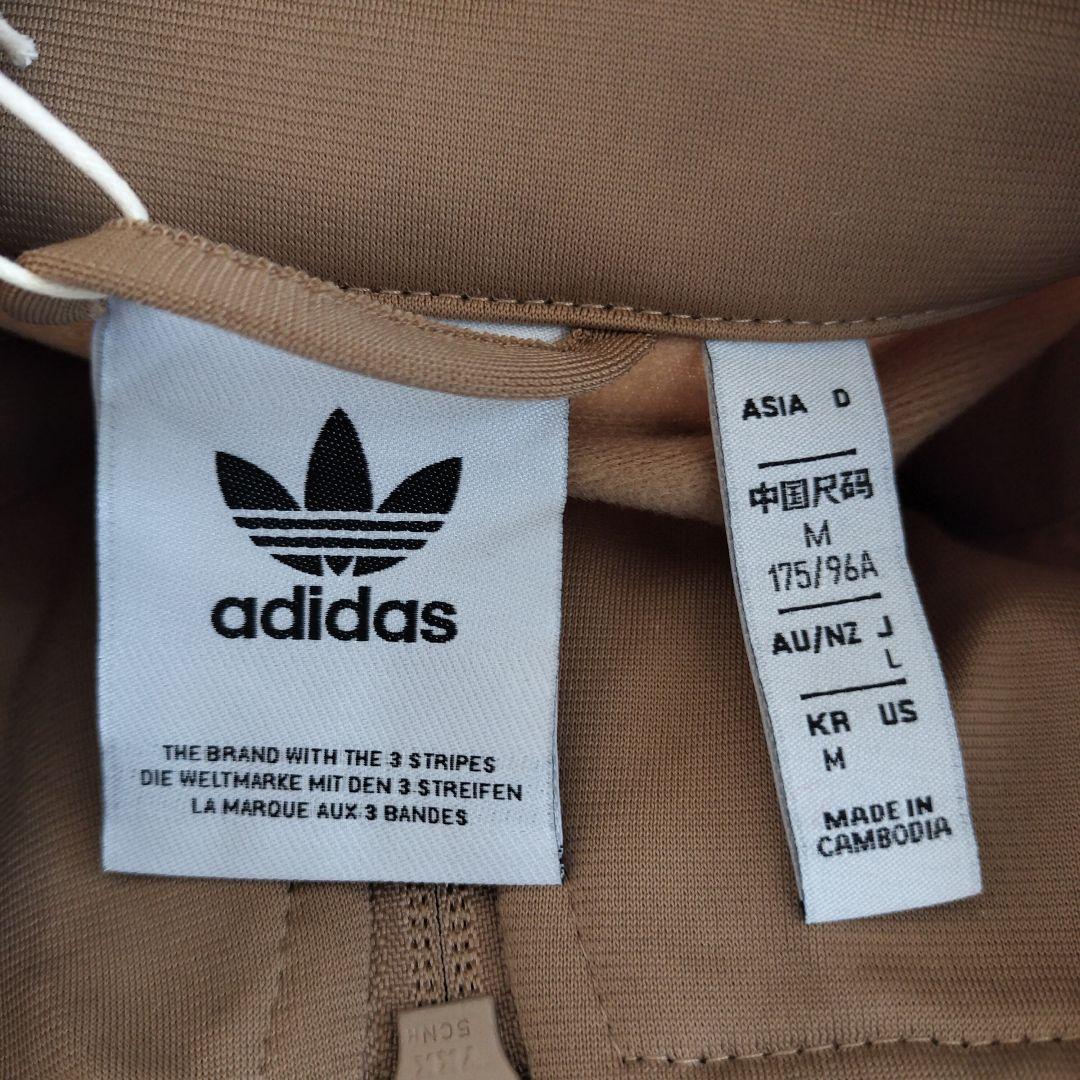 adidas
THE BRAND WITH THE 3 STRIPES
DIE WELTMARKE MIT DEN 3 STREIFEN
LA MARQUE AUX 3 BANDES
ASIA D
中国尺码
M
175/96A
AU/NZ J
L
KR US
M
MADE IN
CAMBODIA